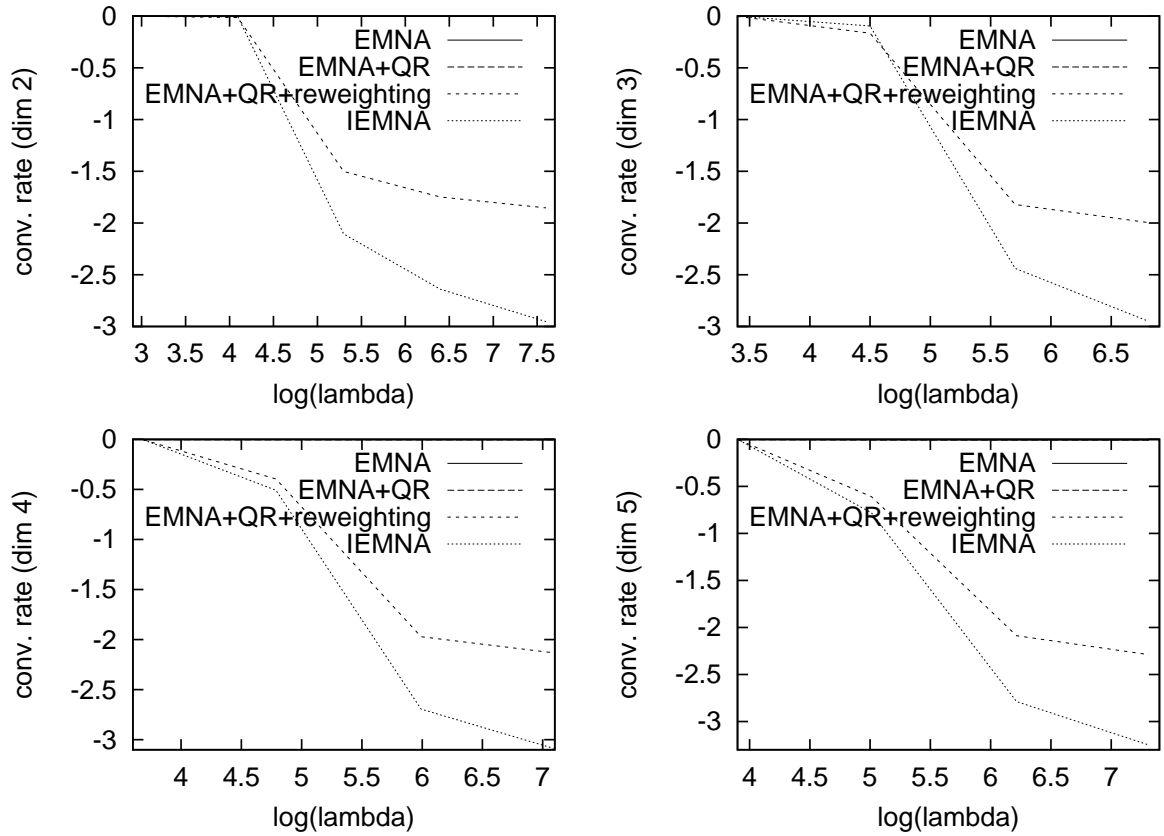 conv. rate (dim 2)
0
-0.5
-1
-1.5
-2
-2.5
-3
EMNA
EMNA+QR
EMNA+QR+reweighting
IEMNA
3 3.5 4 4.5 5 5.5 6 6.5 7 7.5
log(lambda)
conv. rate (dim 3)
0
-0.5
-1
-1.5
-2
-2.5
-3
EMNA
EMNA+QR
EMNA+QR+reweighting
IEMNA
3.5 4 4.5 5 5.5 6 6.5
log(lambda)
conv. rate (dim 4)
0
-0.5
-1
-1.5
-2
-2.5
-3
EMNA
EMNA+QR
EMNA+QR+reweighting
IEMNA
4 4.5 5 5.5 6 6.5 7
log(lambda)
conv. rate (dim 5)
0
-0.5
-1
-1.5
-2
-2.5
-3
EMNA
EMNA+QR
EMNA+QR+reweighting
IEMNA
4 4.5 5 5.5 6 6.5 7
log(lambda)